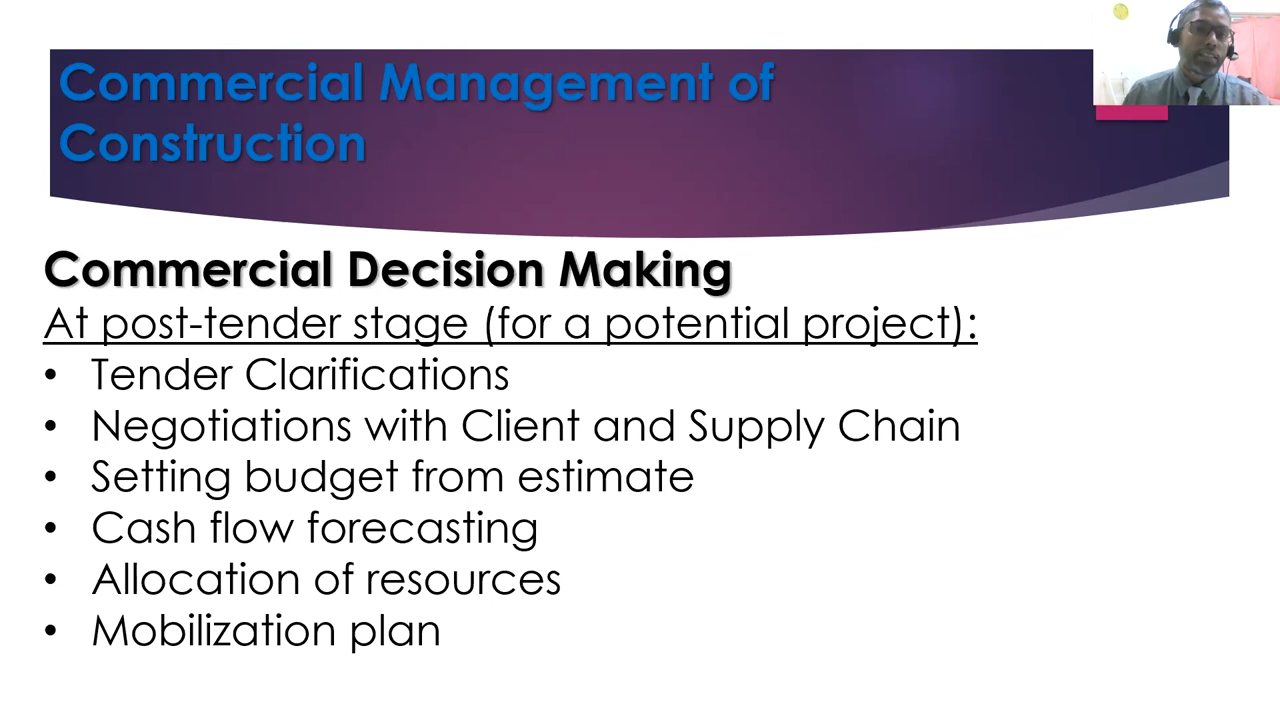 Commercial Management of
Construction
Commercial Decision Making
At post-tender stage (for a potential project):
• Tender Clarifications
• Negotiations with Client and Supply Chain
• Setting budget from estimate
• Cash flow forecasting
• Allocation of resources
• Mobilization plan